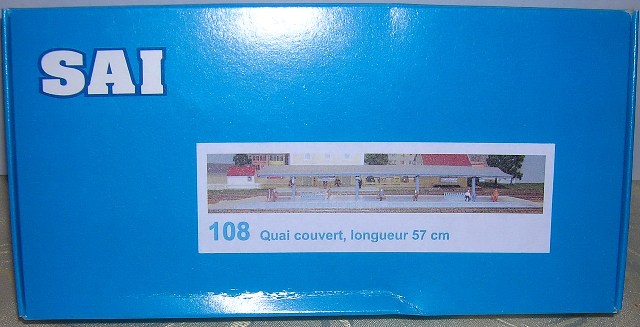 SAI
108 Quai couvert, longueur 57 cm